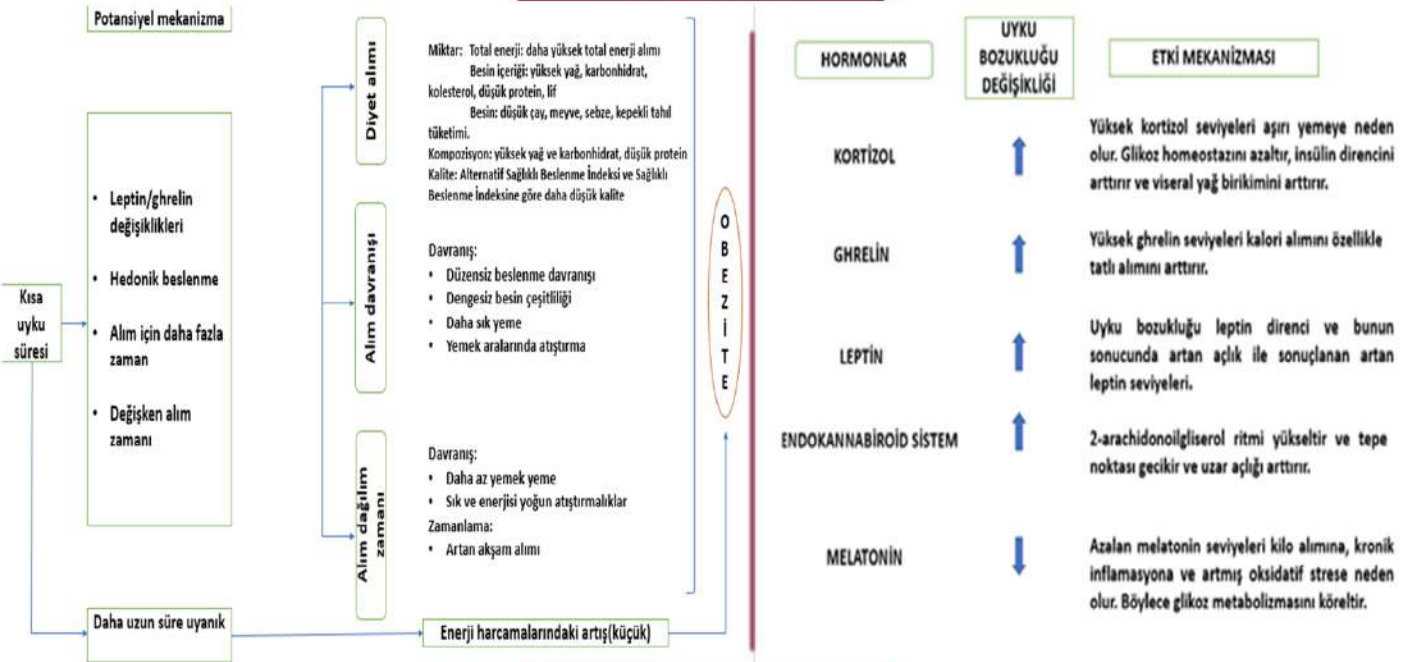 Potansiyel mekanizma
Kısa
uyku
süresi
• Leptin/ghrelin
değişiklikleri
• Hedonik beslenme
• Alım için daha fazla
zaman
• Değişken alım
zamanı
Daha uzun süre uyanık
Diyet alımı
Miktar: Total enerji: daha yüksek total enerji alımı
Besin içeriği: yüksek yağ, karbonhidrat,
kolesterol, düşük protein, lif
Besin: düşük çay, meyve, sebze, kepekli tahıl
tüketimi.
Kompozisyon: yüksek yağ ve karbonhidrat, düşük protein
Kalite: Alternatif Sağlıklı Beslenme İndeksi ve Sağlıklı
Beslenme İndeksine göre daha düşük kalite
Alım davranışı
Davranış:
• Düzensiz beslenme davranışı
• Dengesiz besin çeşitliliği
• Daha sık yeme
• Yemek aralarında atıştırma
Alım dağılım
zamanı
Davranış:
• Daha az yemek yeme
• Sık ve enerjisi yoğun atıştırmalıklar
Zamanlama:
• Artan akşam alımı
Enerji harcamalarındaki artış(küçük)
OBEZİTE
HORMONLAR
UYKU
BOZUKLUĞU
DEĞİŞİKLİĞİ
ETKİ MEKANİZMASI
KORTİZOL
Yüksek kortizol seviyeleri aşırı yemeye neden
olur. Glikoz homeostazını azaltır, insülin direncini
arttırır ve viseral yağ birikimini arttırır.
GHRELİN
Yüksek ghrelin seviyeleri kalori alımını özellikle
tatlı alımını arttırır.
LEPTİN
Uyku bozukluğu leptin direnci ve bunun
sonucunda artan açlık ile sonuçlanan artan
leptin seviyeleri.
ENDOKANNABİROİD SİSTEM
2-arachidonoilgliserol ritmi yükseltir ve tepe
noktası gecikir ve uzar açlığı arttırır.
MELATONİN
Azalan melatonin seviyeleri kilo alımına, kronik
inflamasyona ve artmış oksidatif strese neden
olur. Böylece glikoz metabolizmasını köreltir.